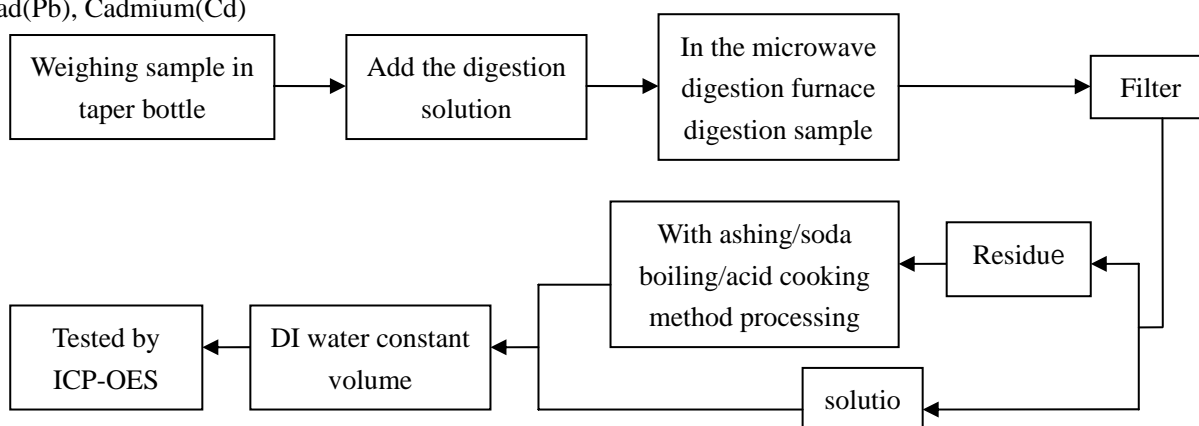 ad(Pb), Cadmium(Cd)
Weighing sample in
taper bottle
Add the digestion
solution
In the microwave
digestion furnace
digestion sample
Filter
With ashing/soda
boiling/acid cooking
method processing
Residue
Tested by
ICP-OES
DI water constant
volume
solutio